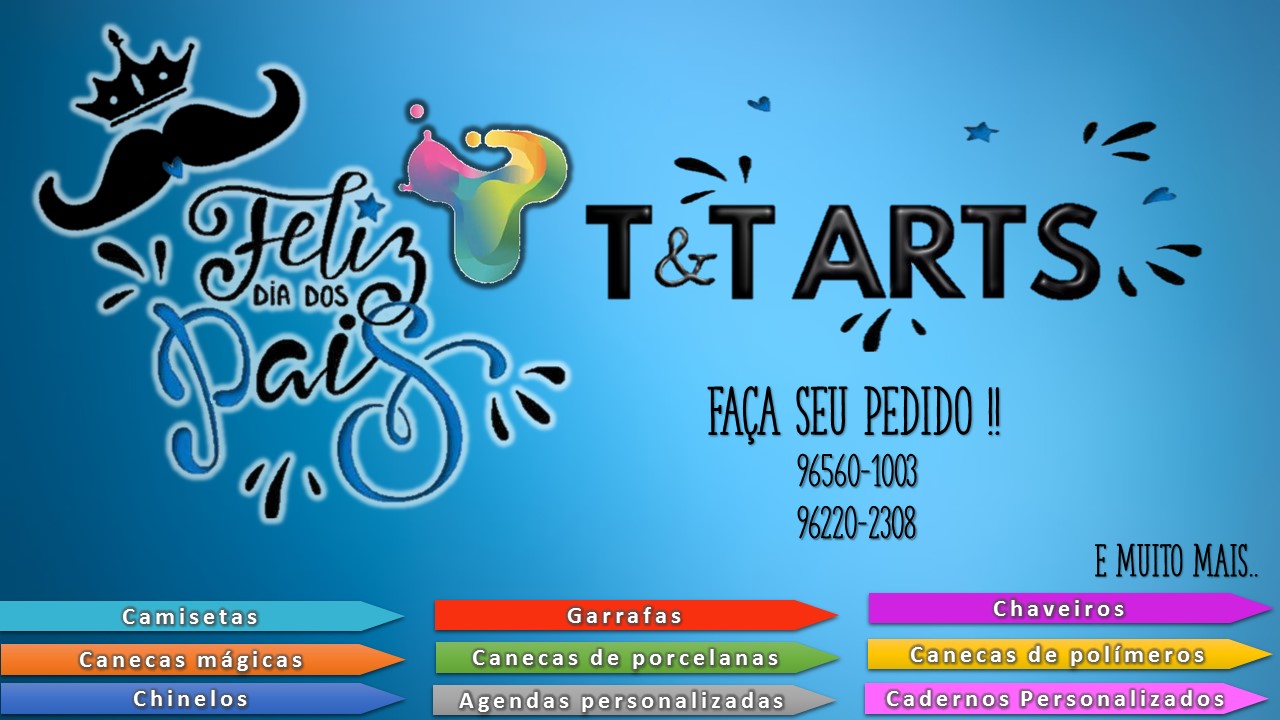 Feliz
DIA DOS
Pais
T&T ARTS
FAÇA SEU PEDIDO !!
96560-1003
96220-2308
E MUITO MAIS..
Camisetas
Garrafas
Chaveiros
Canecas mágicas
Canecas de porcelanas
Canecas de polímeros
Chinelos
Agendas personalizadas
Cadernos Personalizados